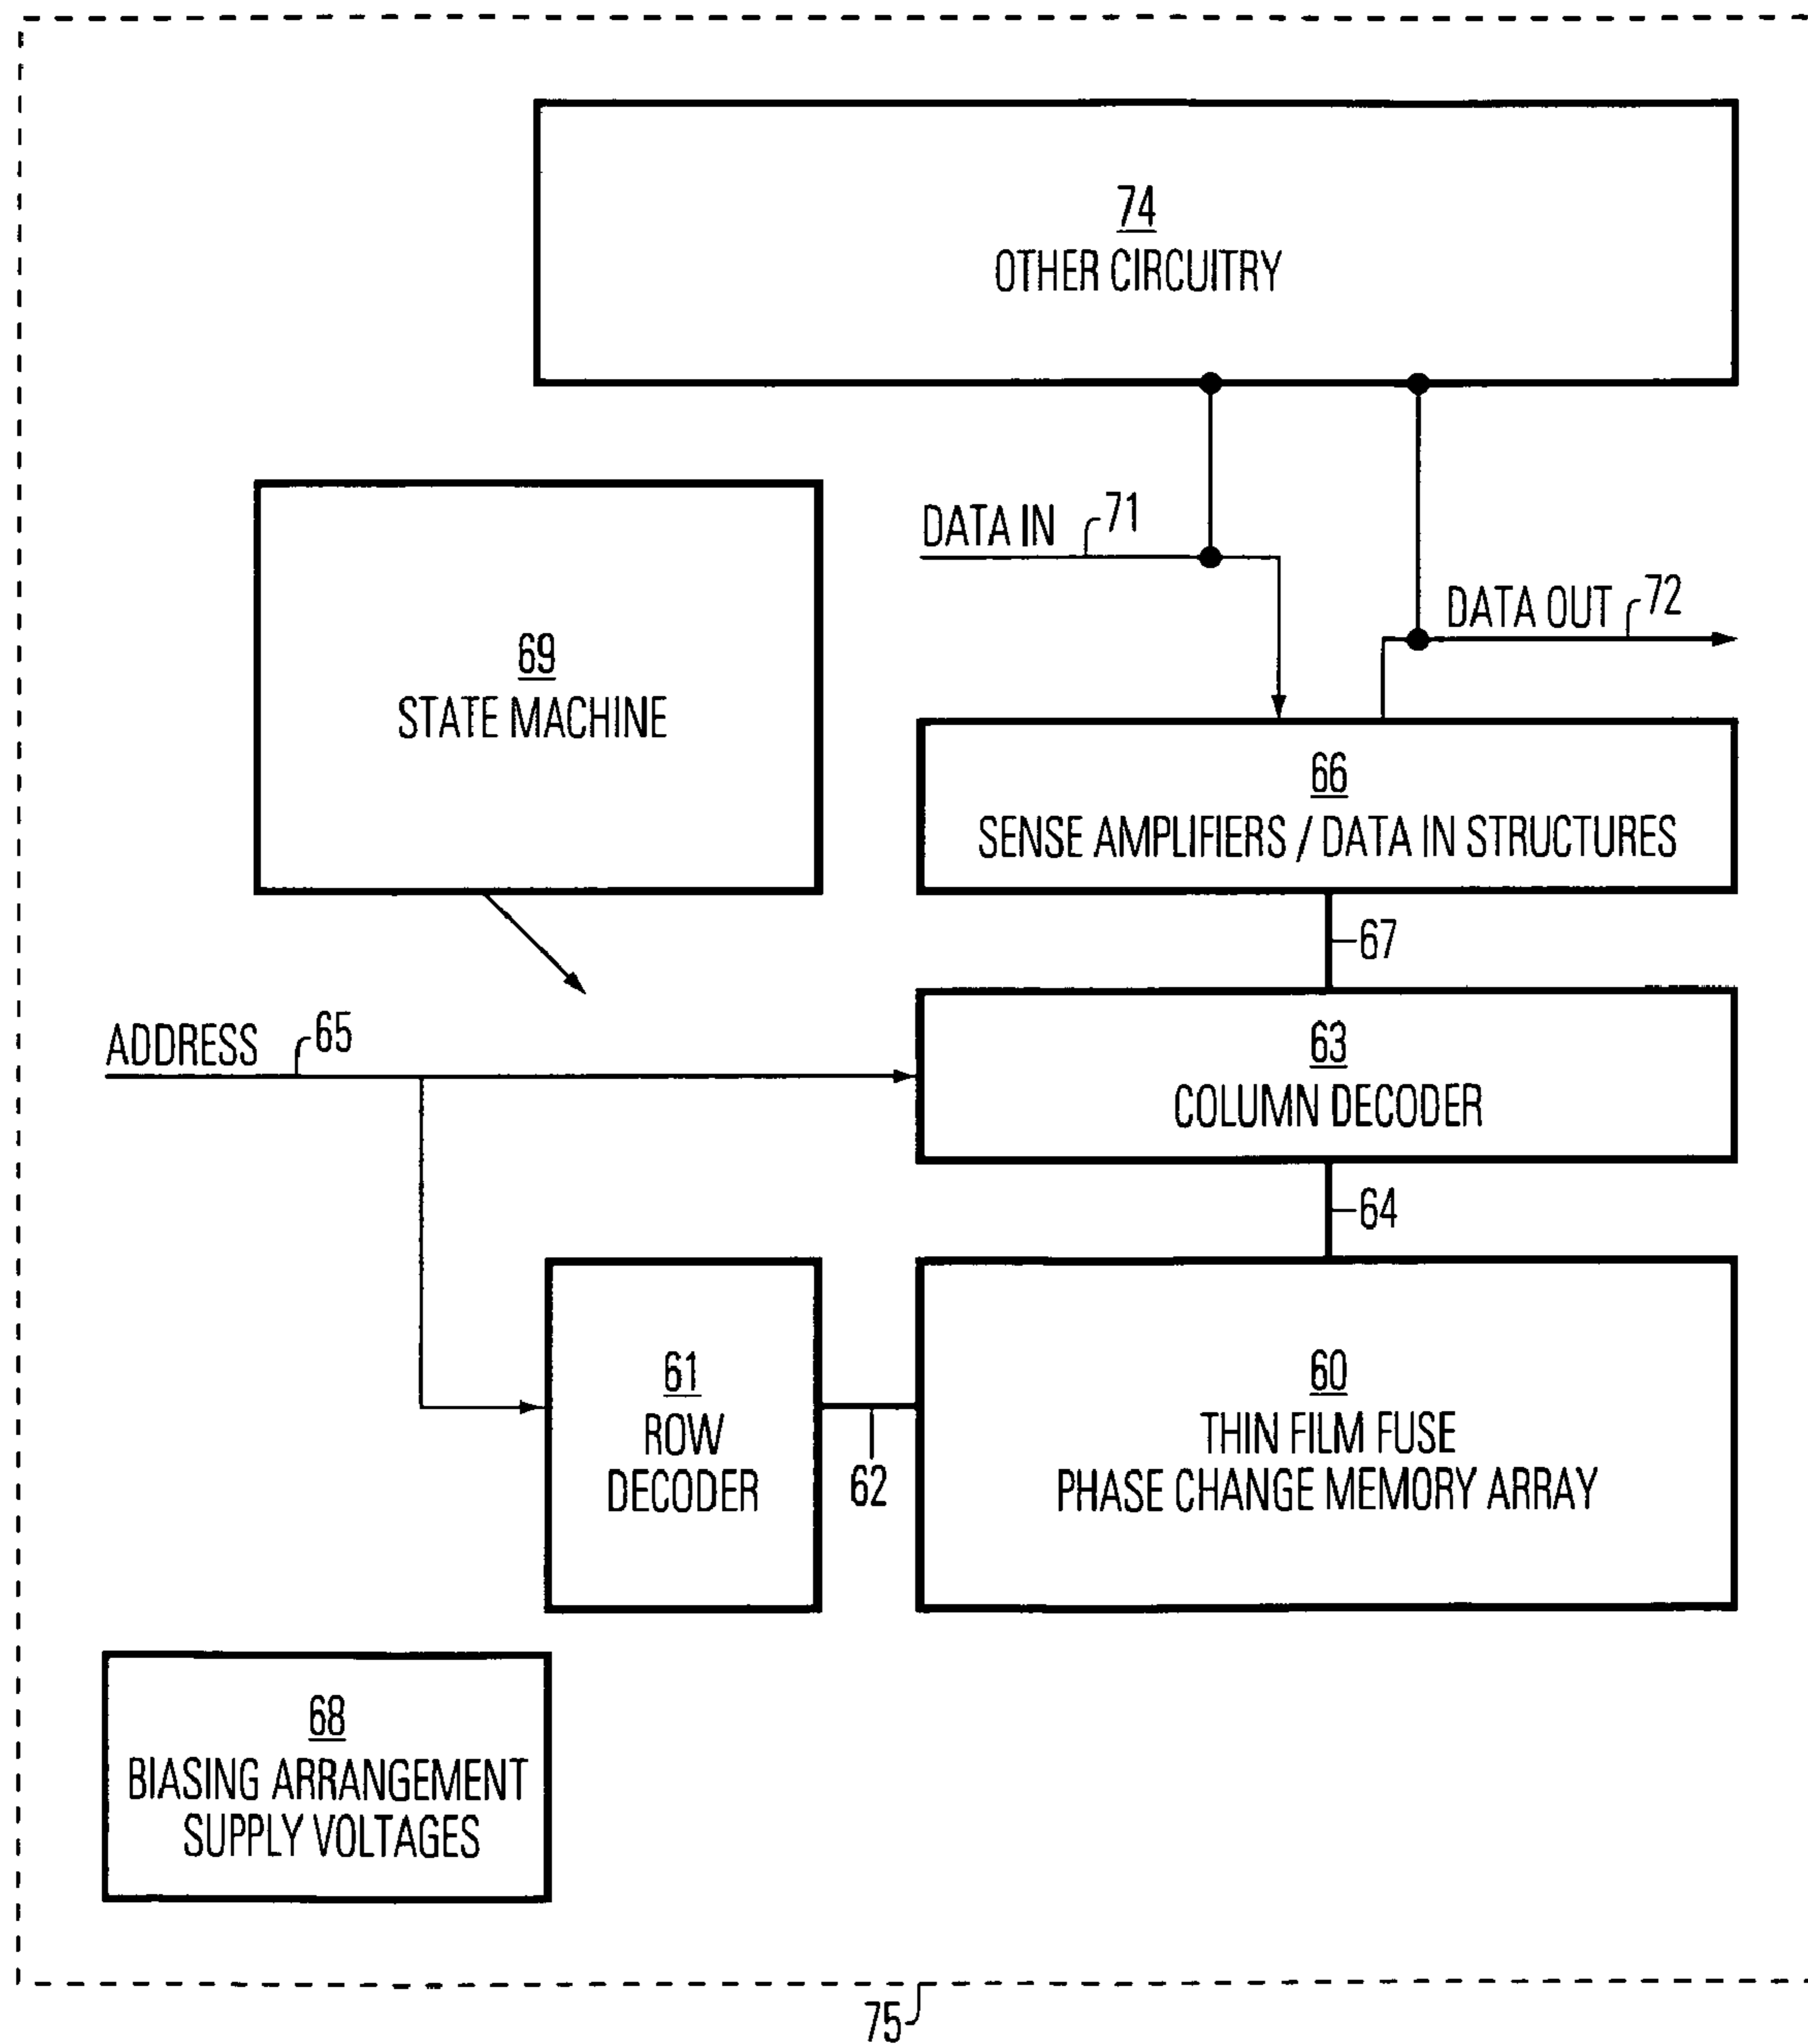 74
OTHER CIRCUITRY
DATA IN 71
DATA OUT 72
69
STATE MACHINE
66
SENSE AMPLIFIERS / DATA IN STRUCTURES
67
ADDRESS 65
63
COLUMN DECODER
64
61
ROW
DECODER
62
60
THIN FILM FUSE
PHASE CHANGE MEMORY ARRAY
68
BIASING ARRANGEMENT
SUPPLY VOLTAGES
75